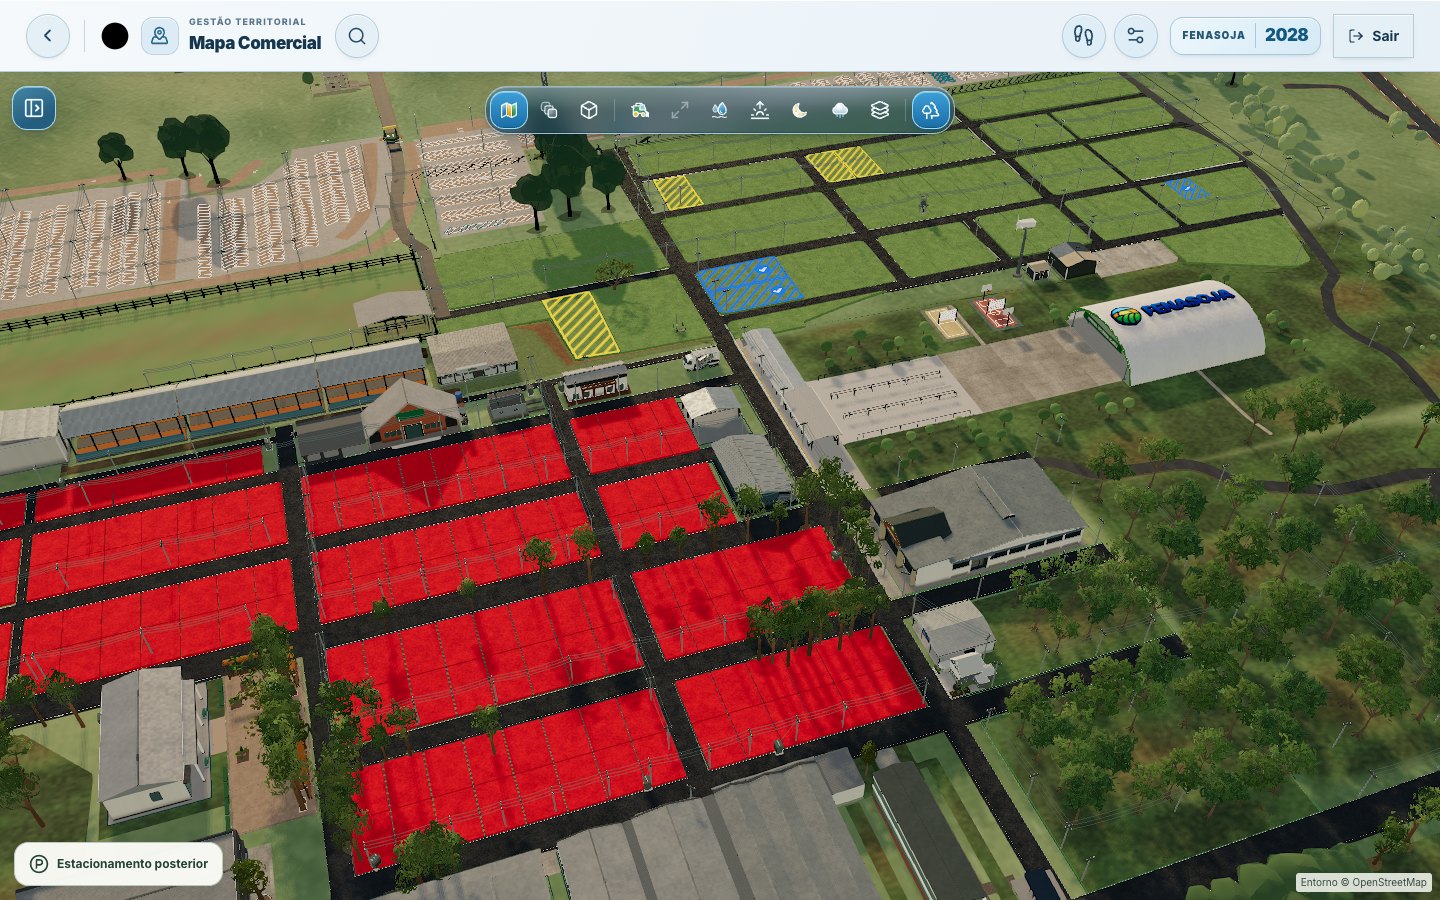 GESTÃO TERRITORIAL
Mapa Comercial
FENASOJA 2028
Sair
FENASOJA
P Estacionamento posterior
Entorno © OpenStreetMap